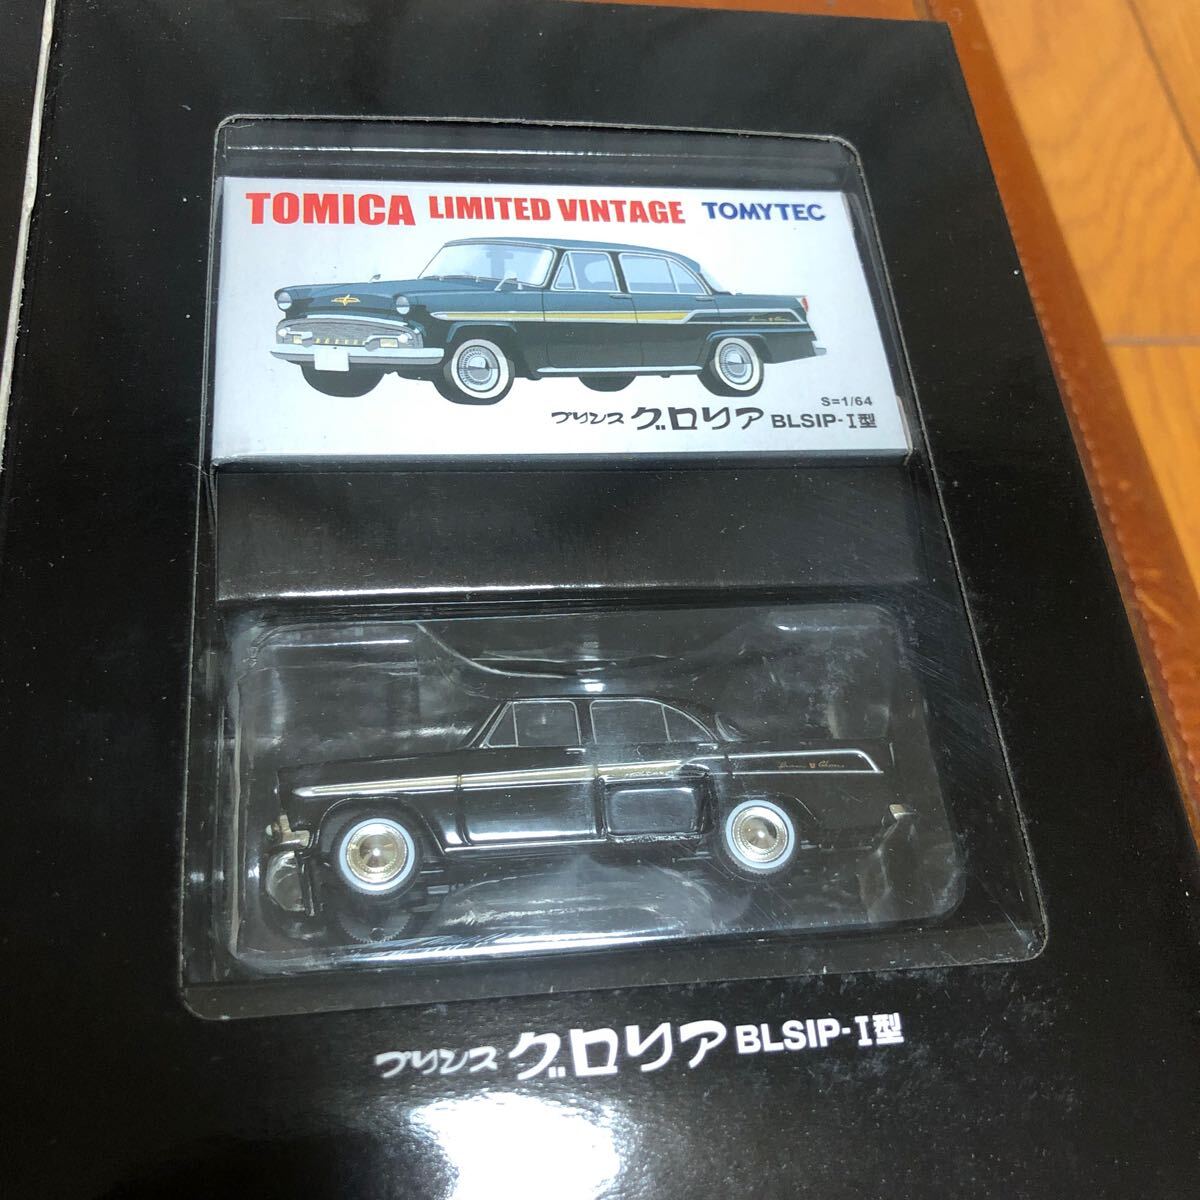 TOMICA LIMITED VINTAGE TOMYTEC
S=1/64
プリンス グロリア BLSIP-I型
プリンス グロリア BLSIP-I型